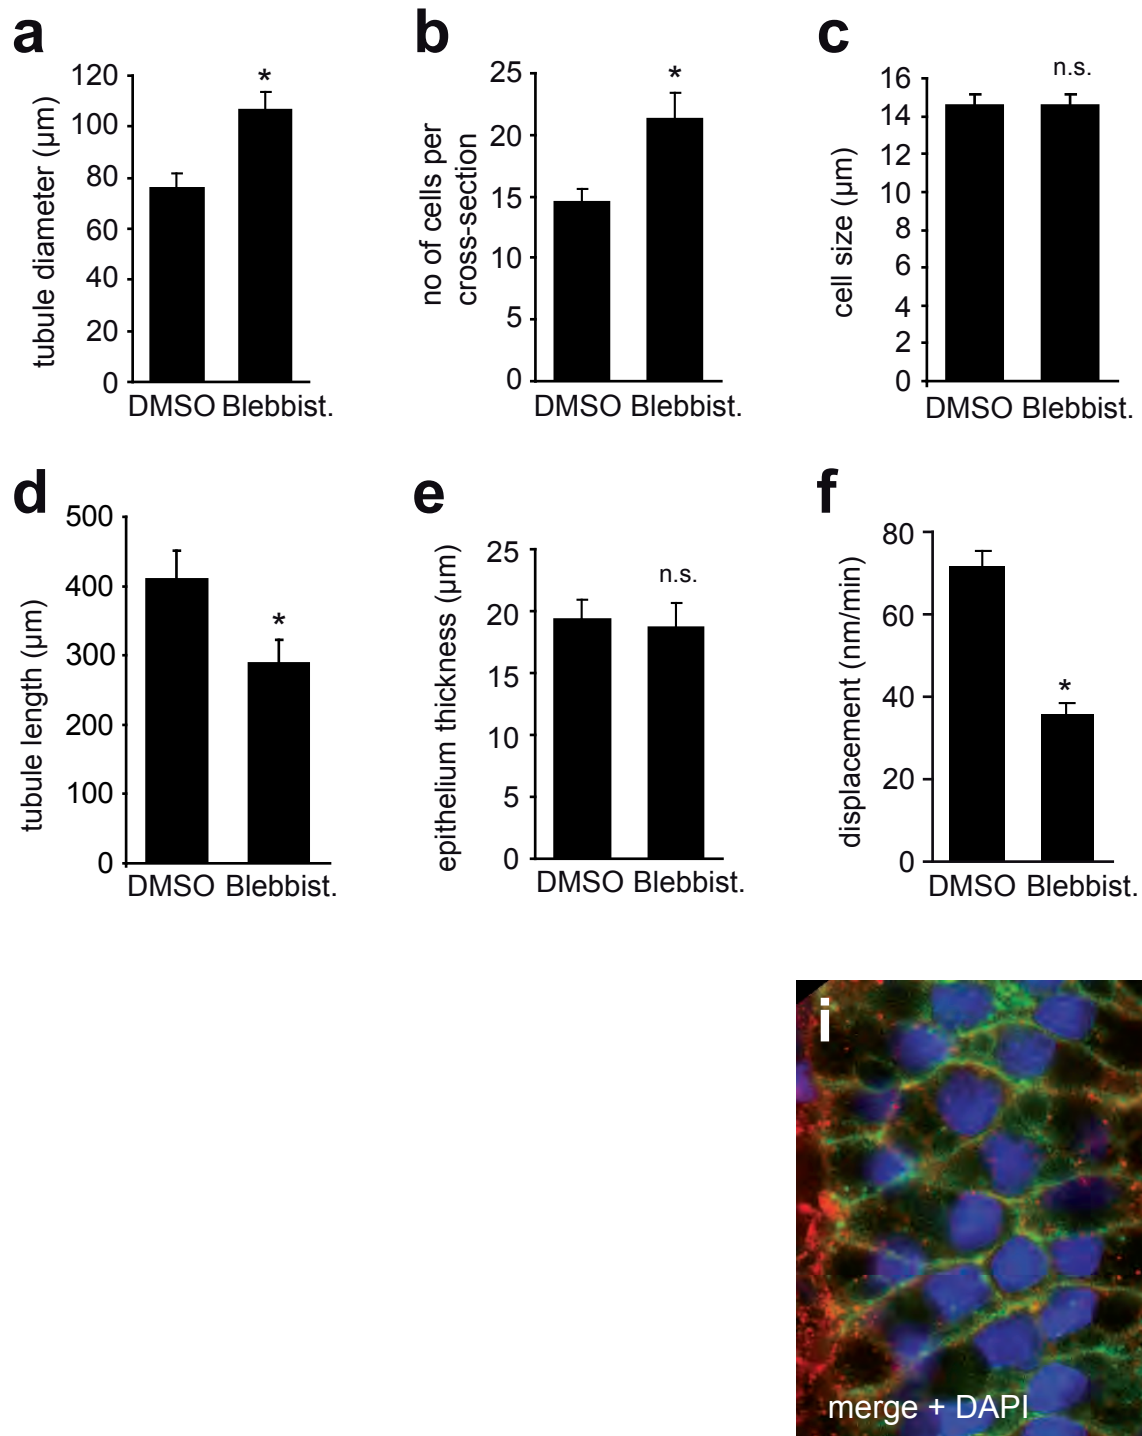 a
tubule diameter (µm)
120
100
80
60
40
20
0
*
DMSO Blebbist.
b
no of cells per
cross-section
25
20
15
10
5
0
*
DMSO Blebbist.
c
cell size (µm)
16
14
12
10
8
6
4
2
0
n.s.
DMSO Blebbist.
d
tubule length (µm)
500
400
300
200
100
0
*
DMSO Blebbist.
e
epithelium thickness (µm)
25
20
15
10
5
0
n.s.
DMSO Blebbist.
f
displacement (nm/min)
80
60
40
20
0
*
DMSO Blebbist.
i
merge + DAPI